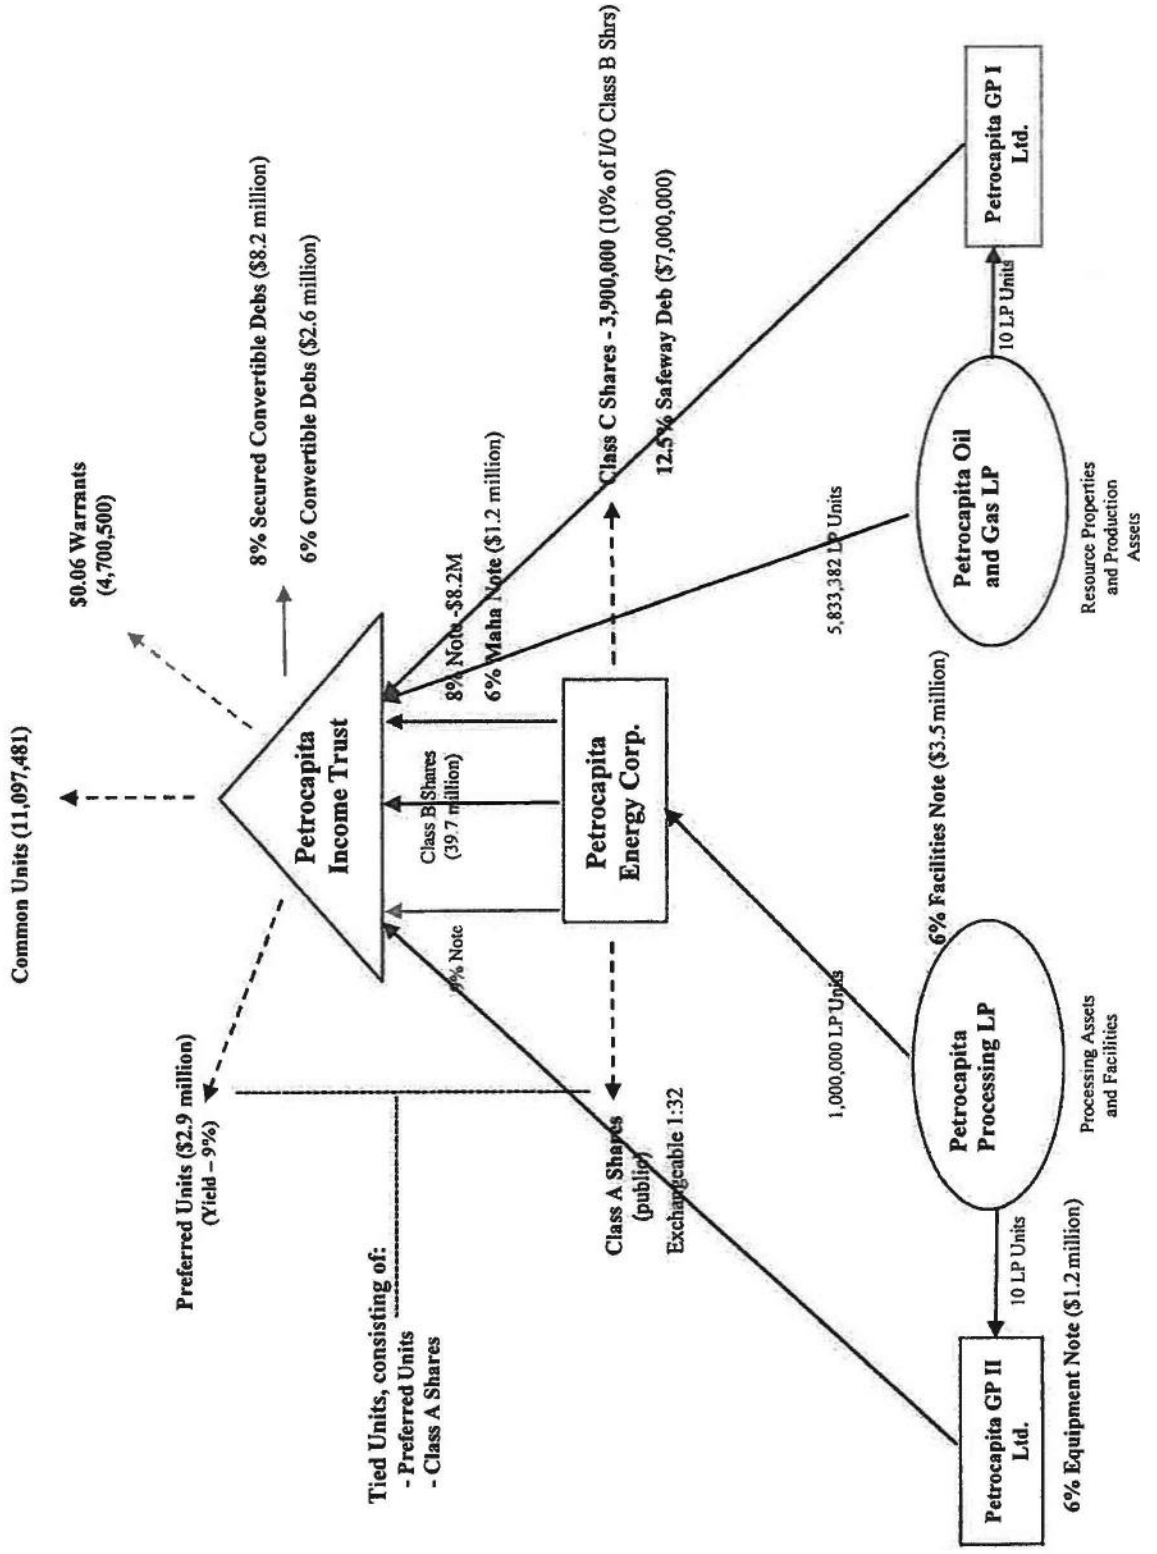 Common Units (11,097,481)
$0.06 Warrants
(4,700,500)
Preferred Units ($2.9 million)
(Yield – 9%)
Petrocapita
Income Trust
8% Secured Convertible Debs ($8.2 million)
6% Convertible Debs ($2.6 million)
Tied Units, consisting of:
- Preferred Units
- Class A Shares
9% Note
Class B Shares
(39.7 million)
8% Note -$8.2M
6% Maha Note ($1.2 million)
Class A Shares
(public)
Exchangeable 1:32
Petrocapita
Energy Corp.
Class C Shares - 3,900,000 (10% of I/O Class B Shrs)
12.5% Safeway Deb ($7,000,000)
1,000,000 LP Units
5,833,382 LP Units
6% Facilities Note ($3.5 million)
Petrocapita GP II
Ltd.
10 LP Units
Petrocapita
Processing LP
Petrocapita Oil
and Gas LP
10 LP Units
Petrocapita GP I
Ltd.
6% Equipment Note ($1.2 million)
Processing Assets
and Facilities
Resource Properties
and Production
Assets